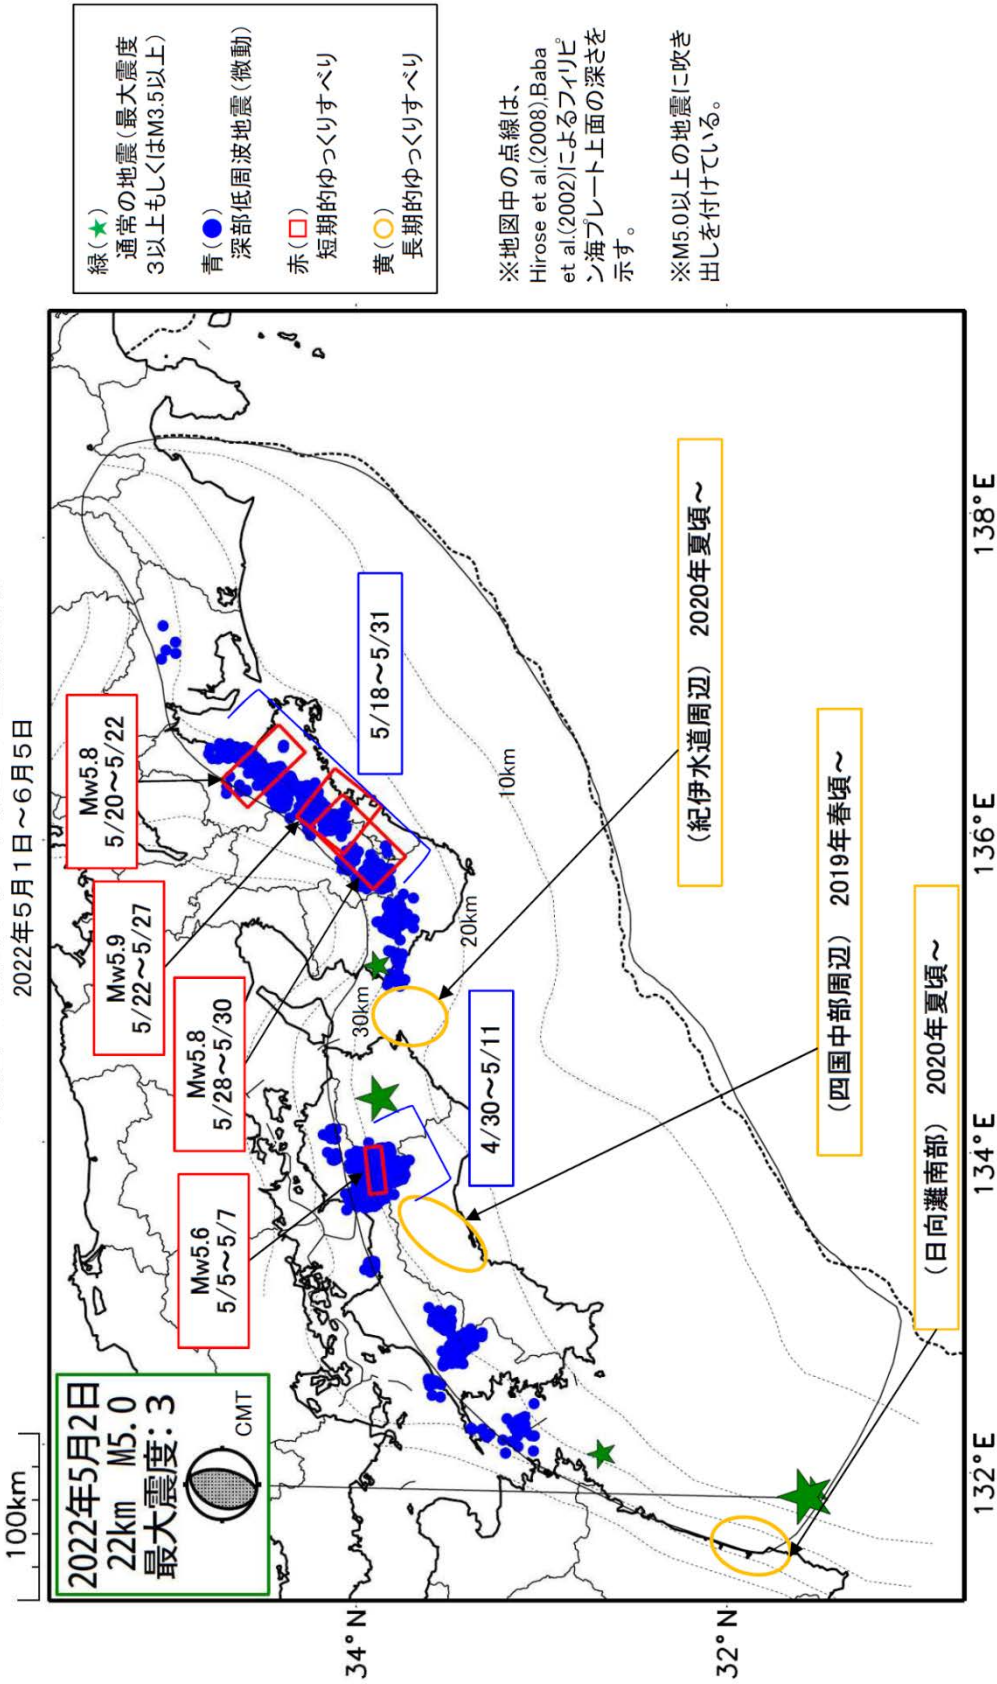 2022年5月1日～6月5日
100km
2022年5月2日
22km M5.0
最大震度：3
CMT
Mw5.6
5/5～5/7
Mw5.8
5/28～5/30
Mw5.9
5/22～5/27
Mw5.8
5/20～5/22
5/18～5/31
4/30～5/11
30km
20km
10km
（紀伊水道周辺） 2020年夏頃～
（四国中部周辺） 2019年春頃～
（日向灘南部） 2020年夏頃～
34°N
32°N
132°E
134°E
136°E
138°E
緑（★）
通常の地震（最大震度
３以上もしくはM3.5以上）
青（●）
深部低周波地震（微動）
赤（□）
短期的ゆっくりすべり
黄（○）
長期的ゆっくりすべり
※地図中の点線は、
Hirose et al.(2008),Baba
et al.(2002)によるフィリピ
ン海プレート上面の深さを
示す。
※M5.0以上の地震に吹き
出しを付けている。